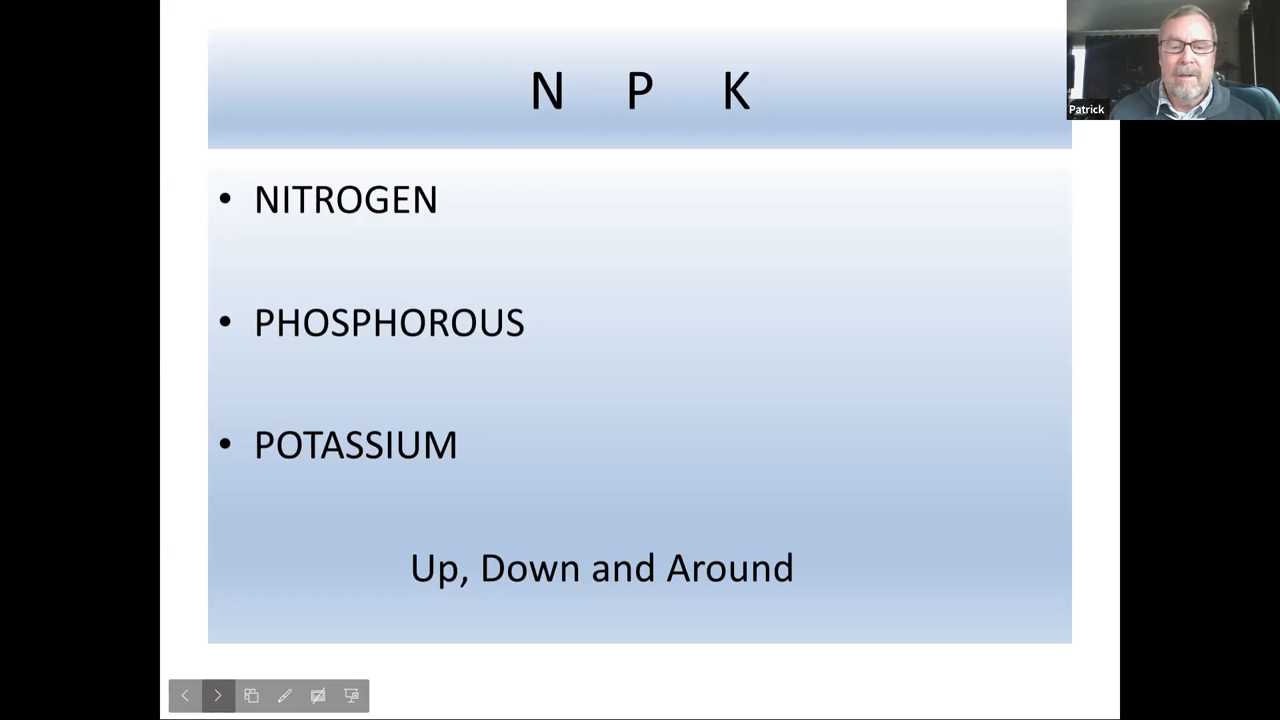 N P K
• NITROGEN
• PHOSPHOROUS
• POTASSIUM
Up, Down and Around
Patrick